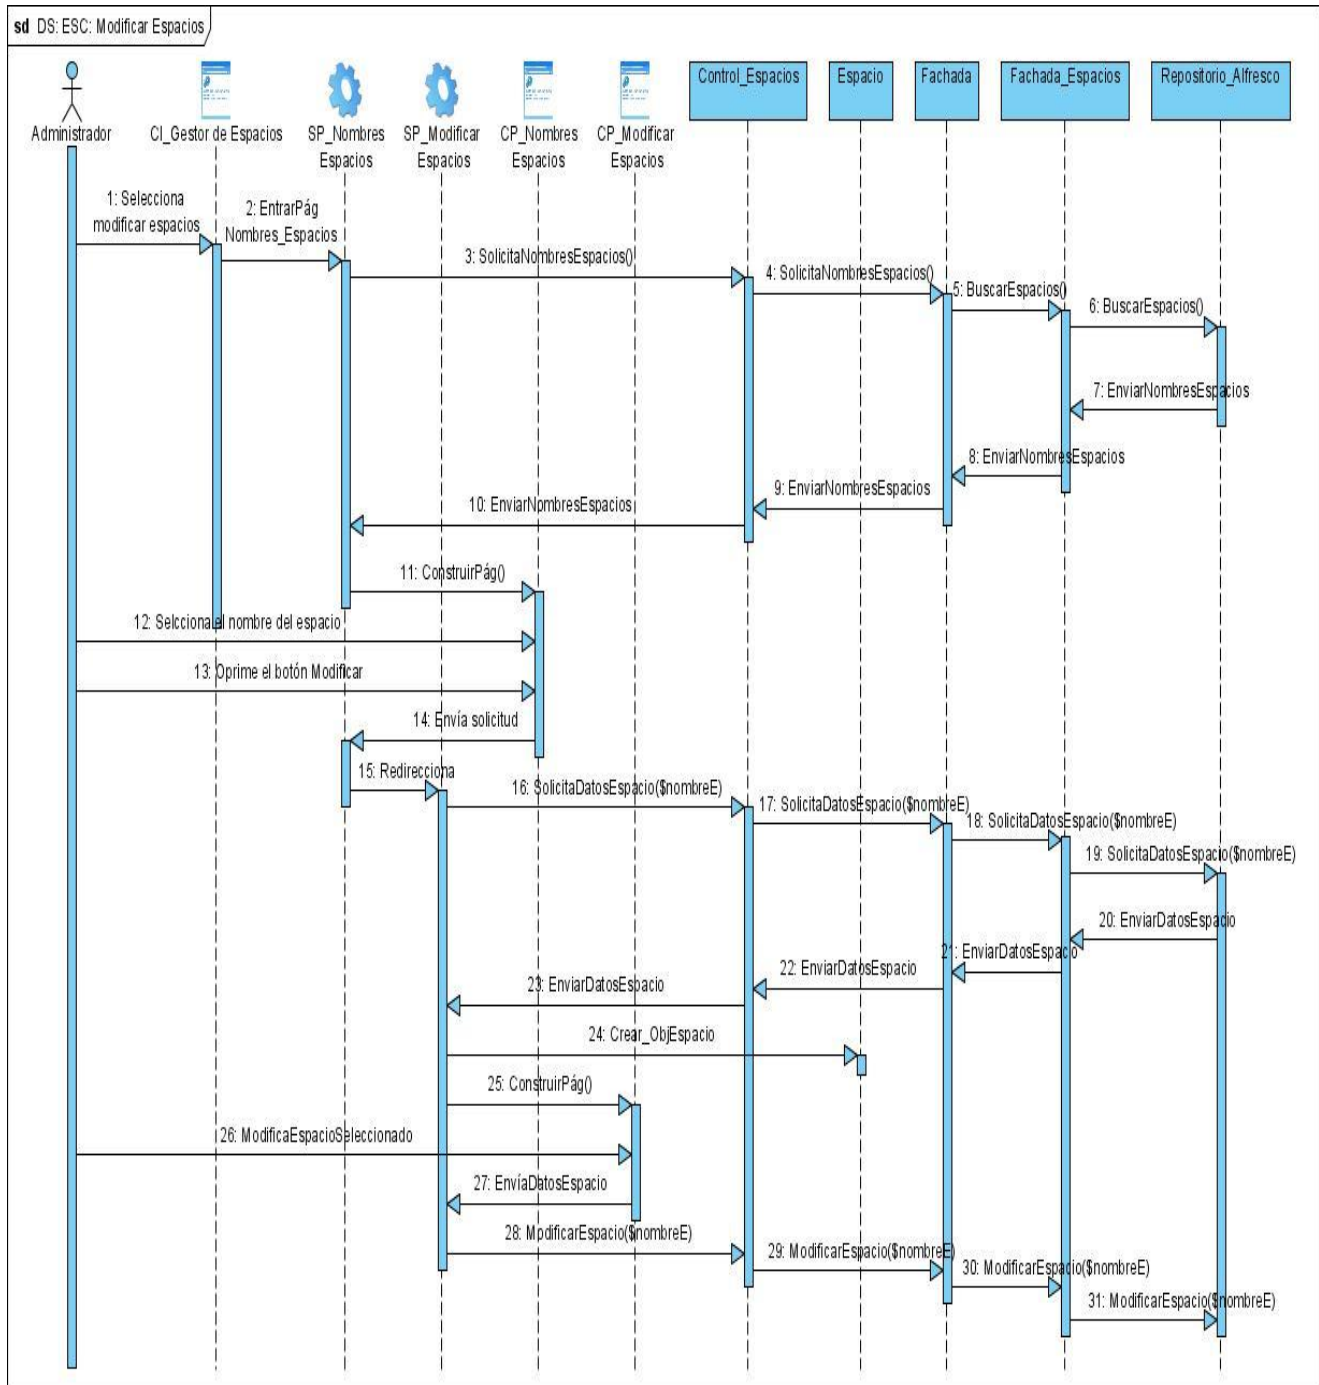 sd DS: ESC: Modificar Espacios
Administrador
CI_Gestor de Espacios
SP_Nombres
Espacios
SP_Modificar
Espacios
CP_Nombres
Espacios
CP_Modificar
Espacios
Control_Espacios
Espacio
Fachada
Fachada_Espacios
Repositorio_Alfresco
1: Selecciona
modificar espacios
2: EntrarPág
Nombres_Espacios
3: SolicitaNombresEspacios()
4: SolicitaNombresEspacios()
5: BuscarEspacios()
6: BuscarEspacios()
7: EnviarNombresEspacios
8: EnviarNombresEspacios
9: EnviarNombresEspacios
10: EnviarNombresEspacios
11: ConstruirPág()
12: Selcciona el nombre del espacio
13: Oprime el botón Modificar
14: Envía solicitud
15: Redirecciona
16: SolicitaDatosEspacio($nombreE)
17: SolicitaDatosEspacio($nombreE)
18: SolicitaDatosEspacio($nombreE)
19: SolicitaDatosEspacio($nombreE)
20: EnviarDatosEspacio
21: EnviarDatosEspacio
22: EnviarDatosEspacio
23: EnviarDatosEspacio
24: Crear_ObjEspacio
25: ConstruirPág()
26: ModificaEspacioSeleccionado
27: EnvíaDatosEspacio
28: ModificarEspacio($nombreE)
29: ModificarEspacio($nombreE)
30: ModificarEspacio($nombreE)
31: ModificarEspacio($nombreE)